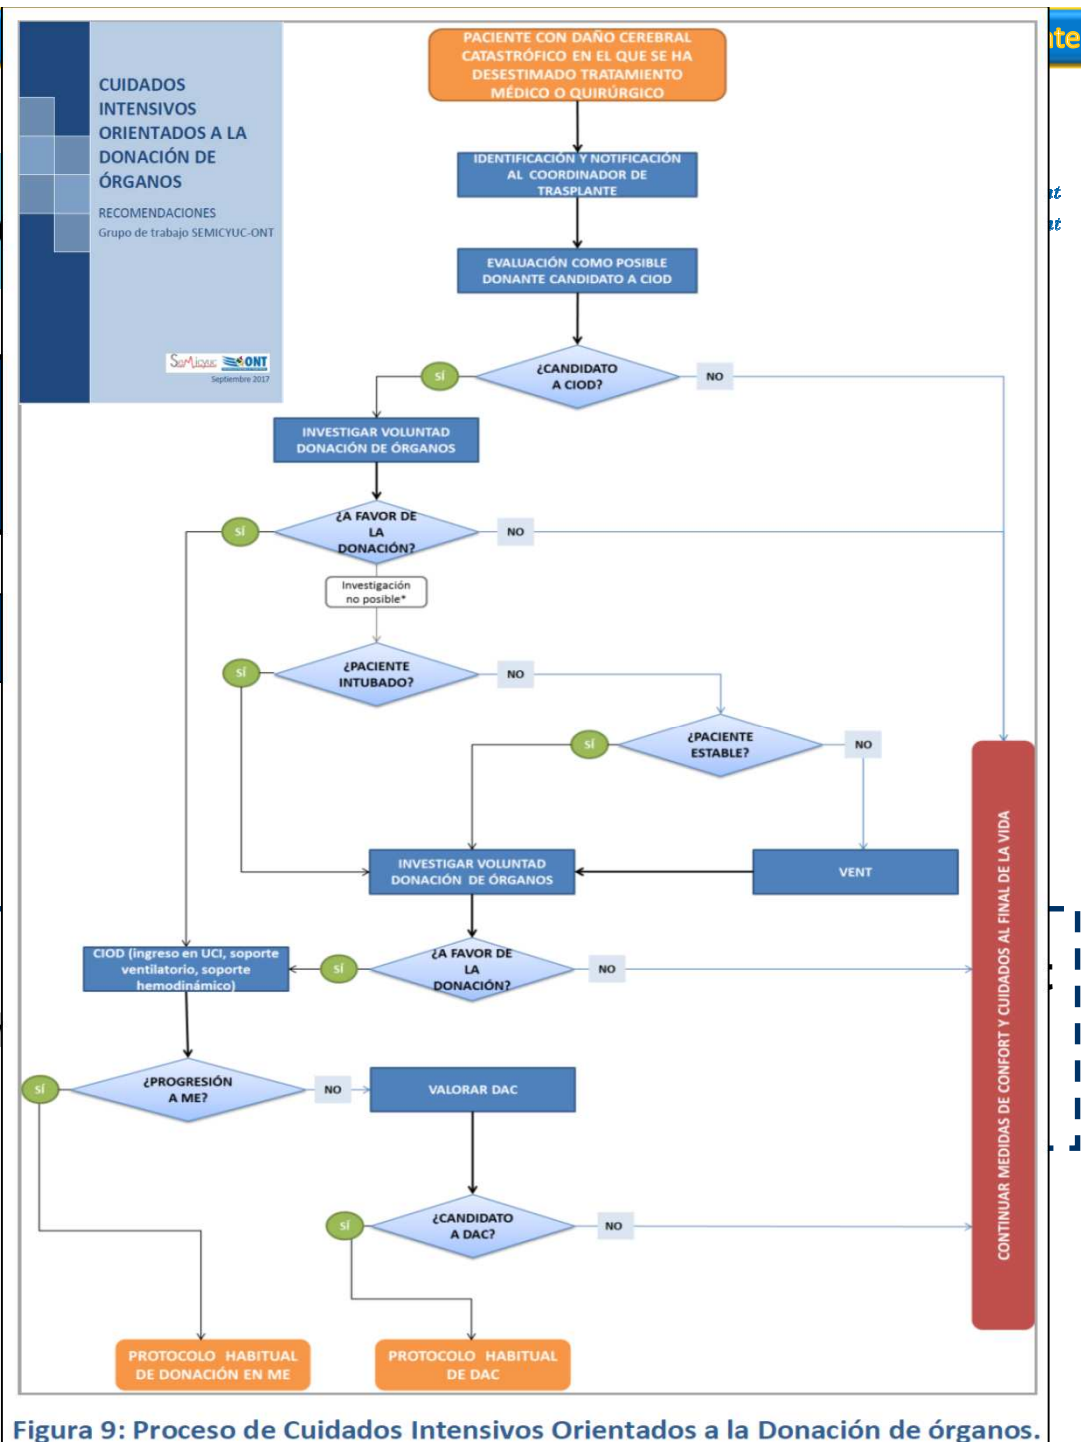 nte
nt
nt
CUIDADOS
INTENSIVOS
ORIENTADOS A LA
DONACIÓN DE
ÓRGANOS
RECOMENDACIONES
Grupo de trabajo SEMICYUC-ONT
SeMicyuc ONT
Septiembre 2017
PACIENTE CON DAÑO CEREBRAL
CATASTRÓFICO EN EL QUE SE HA
DESESTIMADO TRATAMIENTO
MÉDICO O QUIRÚRGICO
IDENTIFICACIÓN Y NOTIFICACIÓN
AL COORDINADOR DE
TRASPLANTE
EVALUACIÓN COMO POSIBLE
DONANTE CANDIDATO A CIOD
¿CANDIDATO
A CIOD?
SÍ
NO
INVESTIGAR VOLUNTAD
DONACIÓN DE ÓRGANOS
¿A FAVOR DE
LA
DONACIÓN?
SÍ
NO
Investigación
no posible*
¿PACIENTE
INTUBADO?
SÍ
NO
¿PACIENTE
ESTABLE?
SÍ
NO
INVESTIGAR VOLUNTAD
DONACIÓN DE ÓRGANOS
VENT
CIOD (ingreso en UCI, soporte
ventilatorio, soporte
hemodinámico)
SÍ
¿A FAVOR DE
LA
DONACIÓN?
NO
SÍ
¿PROGRESIÓN
A ME?
NO
VALORAR DAC
SÍ
¿CANDIDATO
A DAC?
NO
CONTINUAR MEDIDAS DE CONFORT Y CUIDADOS AL FINAL DE LA VIDA
PROTOCOLO HABITUAL
DE DONACIÓN EN ME
PROTOCOLO HABITUAL
DE DAC
Figura 9: Proceso de Cuidados Intensivos Orientados a la Donación de órganos.